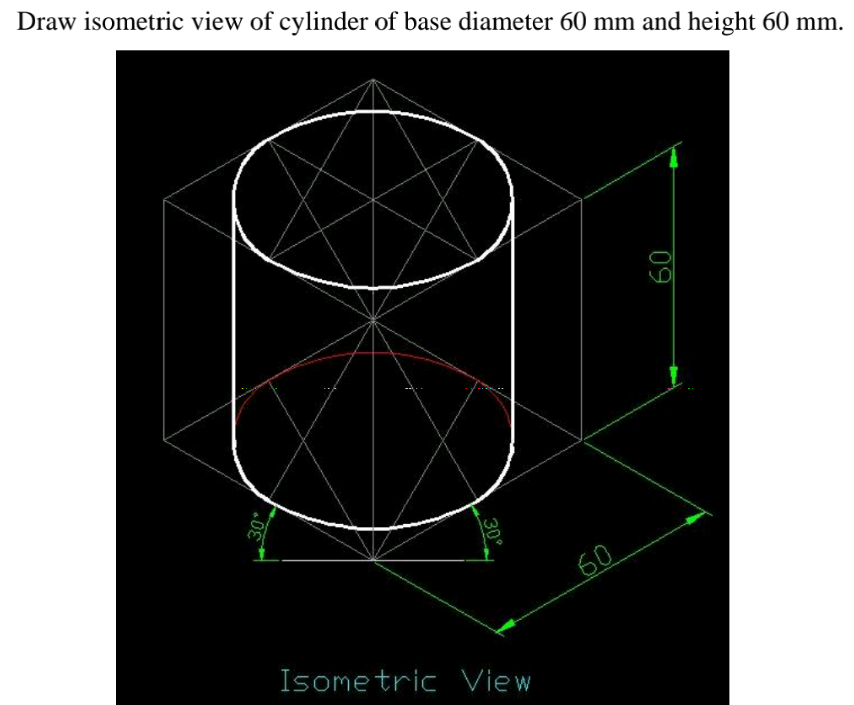 Draw isometric view of cylinder of base diameter 60 mm and height 60 mm.
60
30°
30°
60
Isometric View